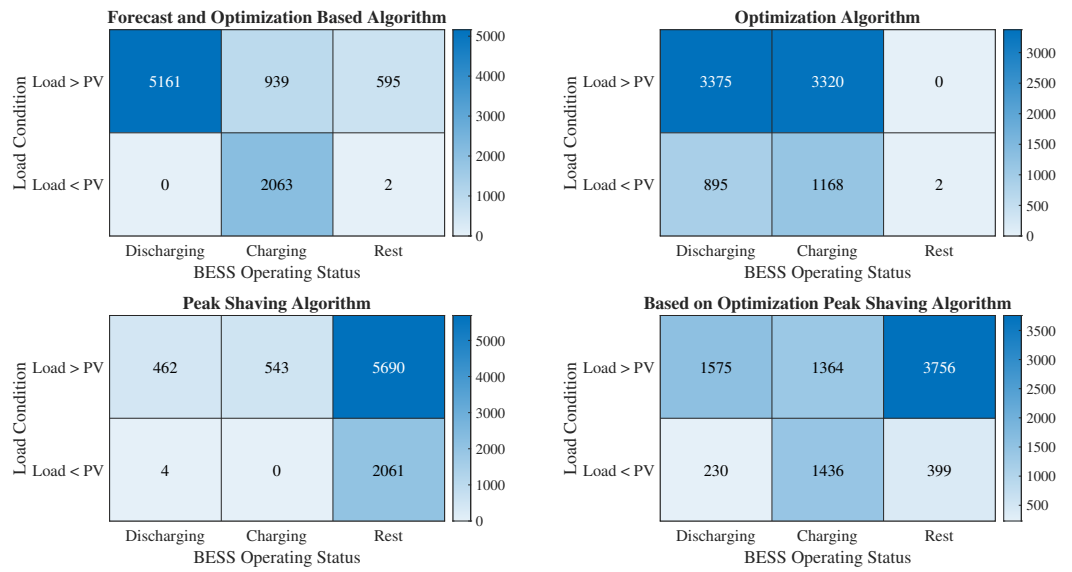 Forecast and Optimization Based Algorithm
Load Condition
Load > PV
5161
939
595
Load < PV
0
2063
2
Discharging
Charging
Rest
BESS Operating Status
5000
4000
3000
2000
1000
0
Optimization Algorithm
Load Condition
Load > PV
3375
3320
0
Load < PV
895
1168
2
Discharging
Charging
Rest
BESS Operating Status
3000
2500
2000
1500
1000
500
0
Peak Shaving Algorithm
Load Condition
Load > PV
462
543
5690
Load < PV
4
0
2061
Discharging
Charging
Rest
BESS Operating Status
5000
4000
3000
2000
1000
0
Based on Optimization Peak Shaving Algorithm
Load Condition
Load > PV
1575
1364
3756
Load < PV
230
1436
399
Discharging
Charging
Rest
BESS Operating Status
3500
3000
2500
2000
1500
1000
500